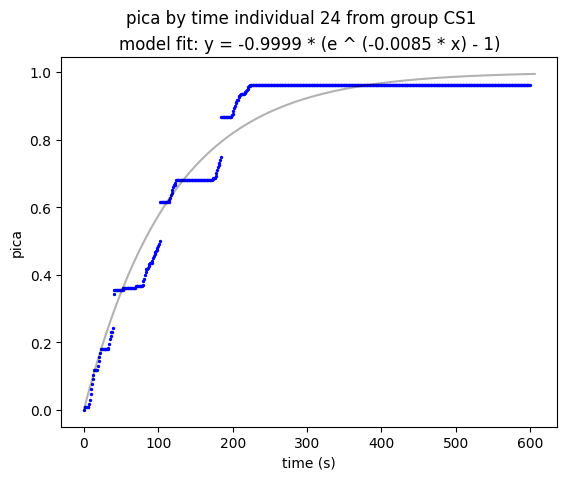 pica by time individual 24 from group CS1
model fit: y = -0.9999 * (e ^ (-0.0085 * x) - 1)
1.0
0.8
0.6
0.4
0.2
0.0
pica
0 100 200 300 400 500 600
time (s)